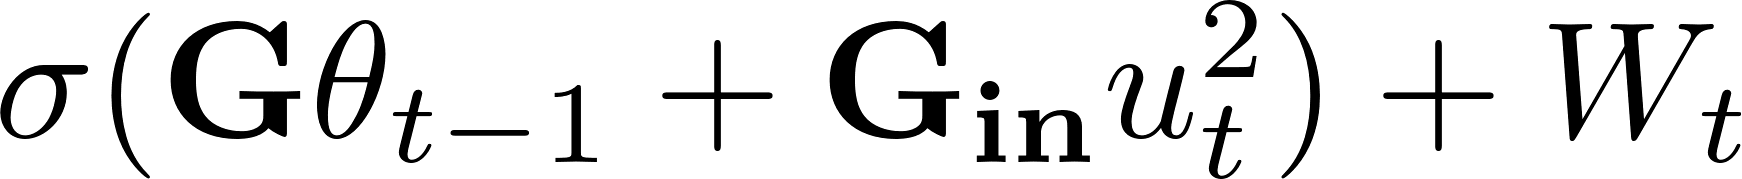 σ(𝐆θ_{t−1} + 𝐆_{𝐢𝐧}u_t^2) + W_t